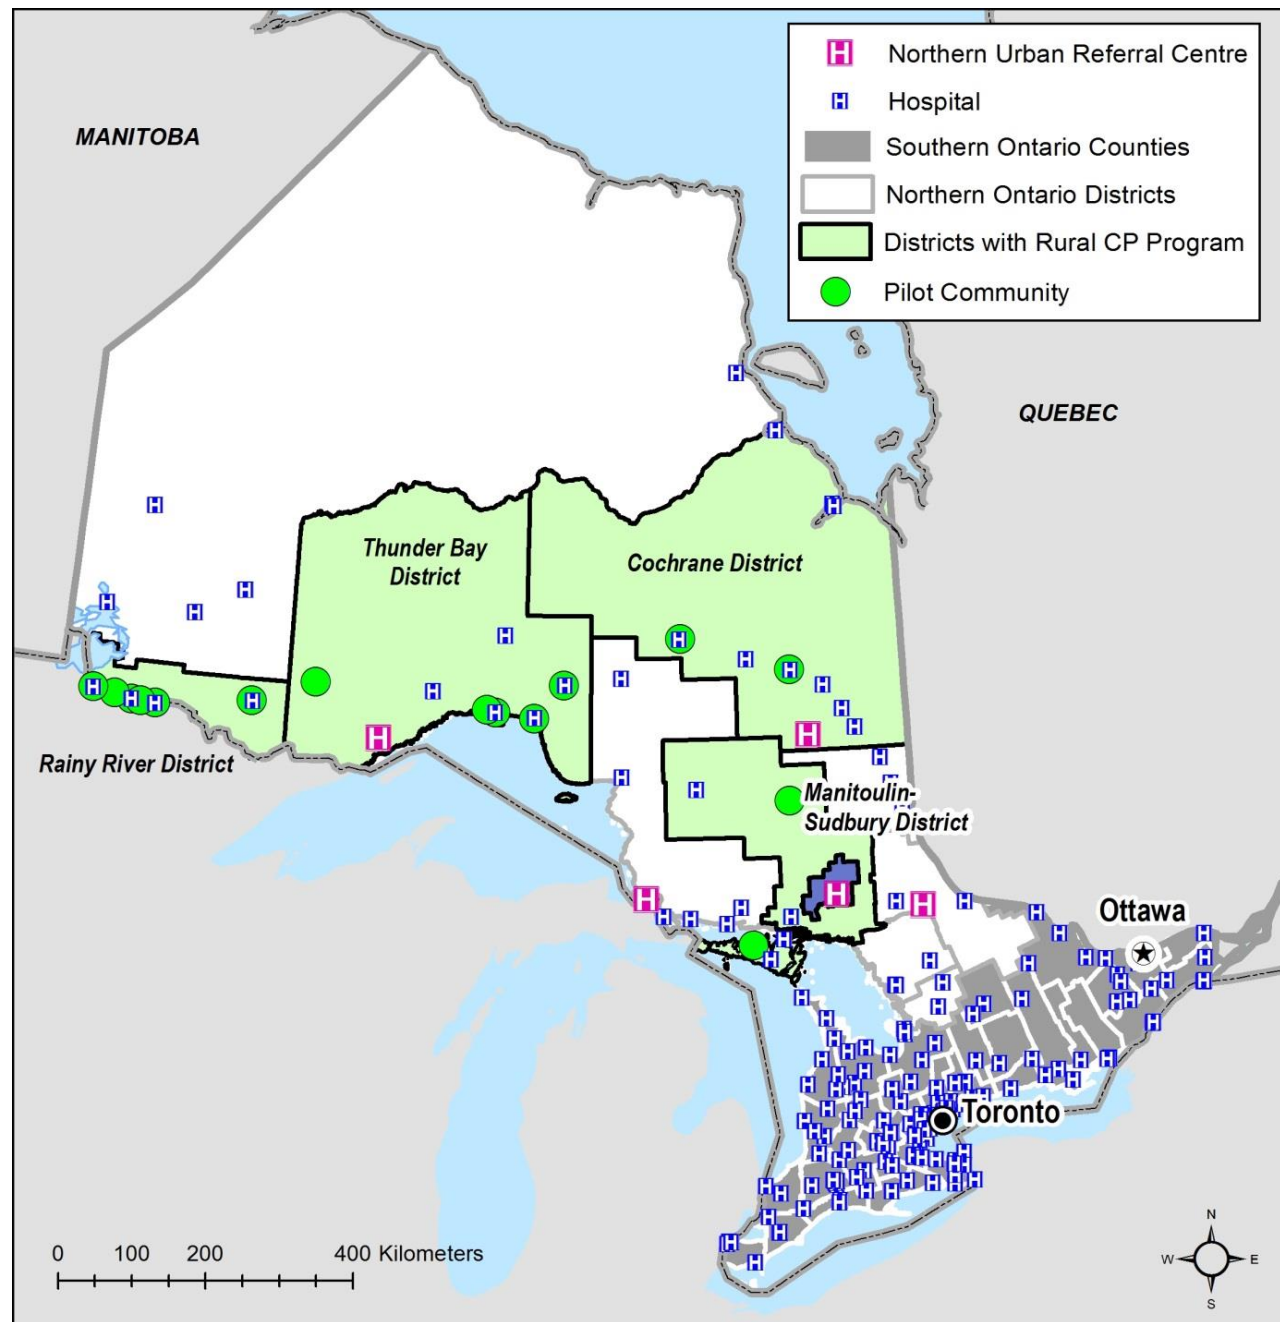 Northern Urban Referral Centre
Hospital
Southern Ontario Counties
Northern Ontario Districts
Districts with Rural CP Program
Pilot Community
MANITOBA
QUEBEC
Thunder Bay
District
Cochrane District
Rainy River District
Manitoulin-
Sudbury District
Ottawa
Toronto
0 100 200 400 Kilometers
N
W E
S